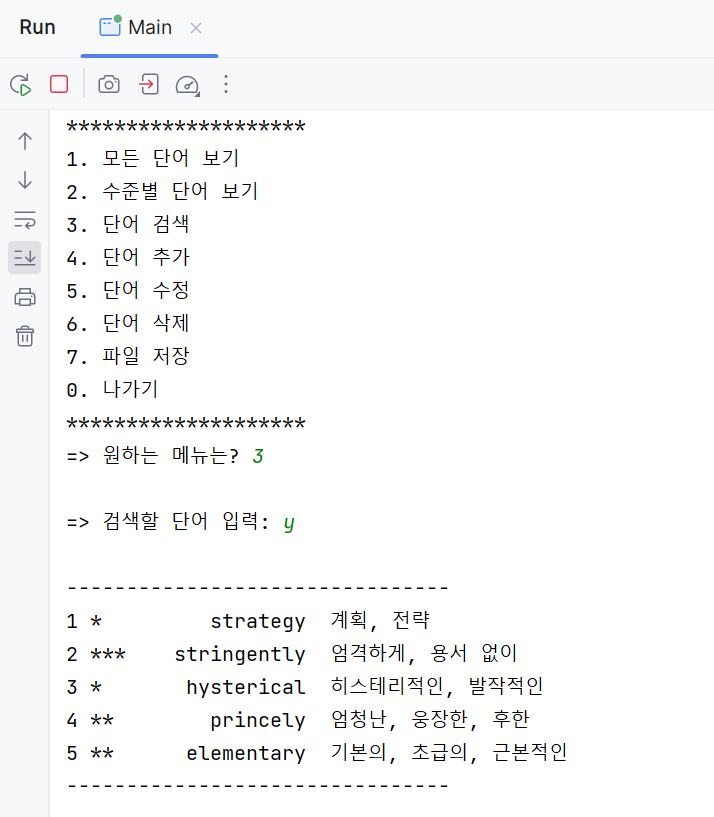 Run Main
********************
1. 모든 단어 보기
2. 수준별 단어 보기
3. 단어 검색
4. 단어 추가
5. 단어 수정
6. 단어 삭제
7. 파일 저장
0. 나가기
********************
=> 원하는 메뉴는? 3
=> 검색할 단어 입력: y
--------------------------------
1 * strategy 계획, 전략
2 *** stringently 엄격하게, 용서 없이
3 * hysterical 히스테리적인, 발작적인
4 ** princely 엄청난, 웅장한, 후한
5 ** elementary 기본의, 초급의, 근본적인
--------------------------------